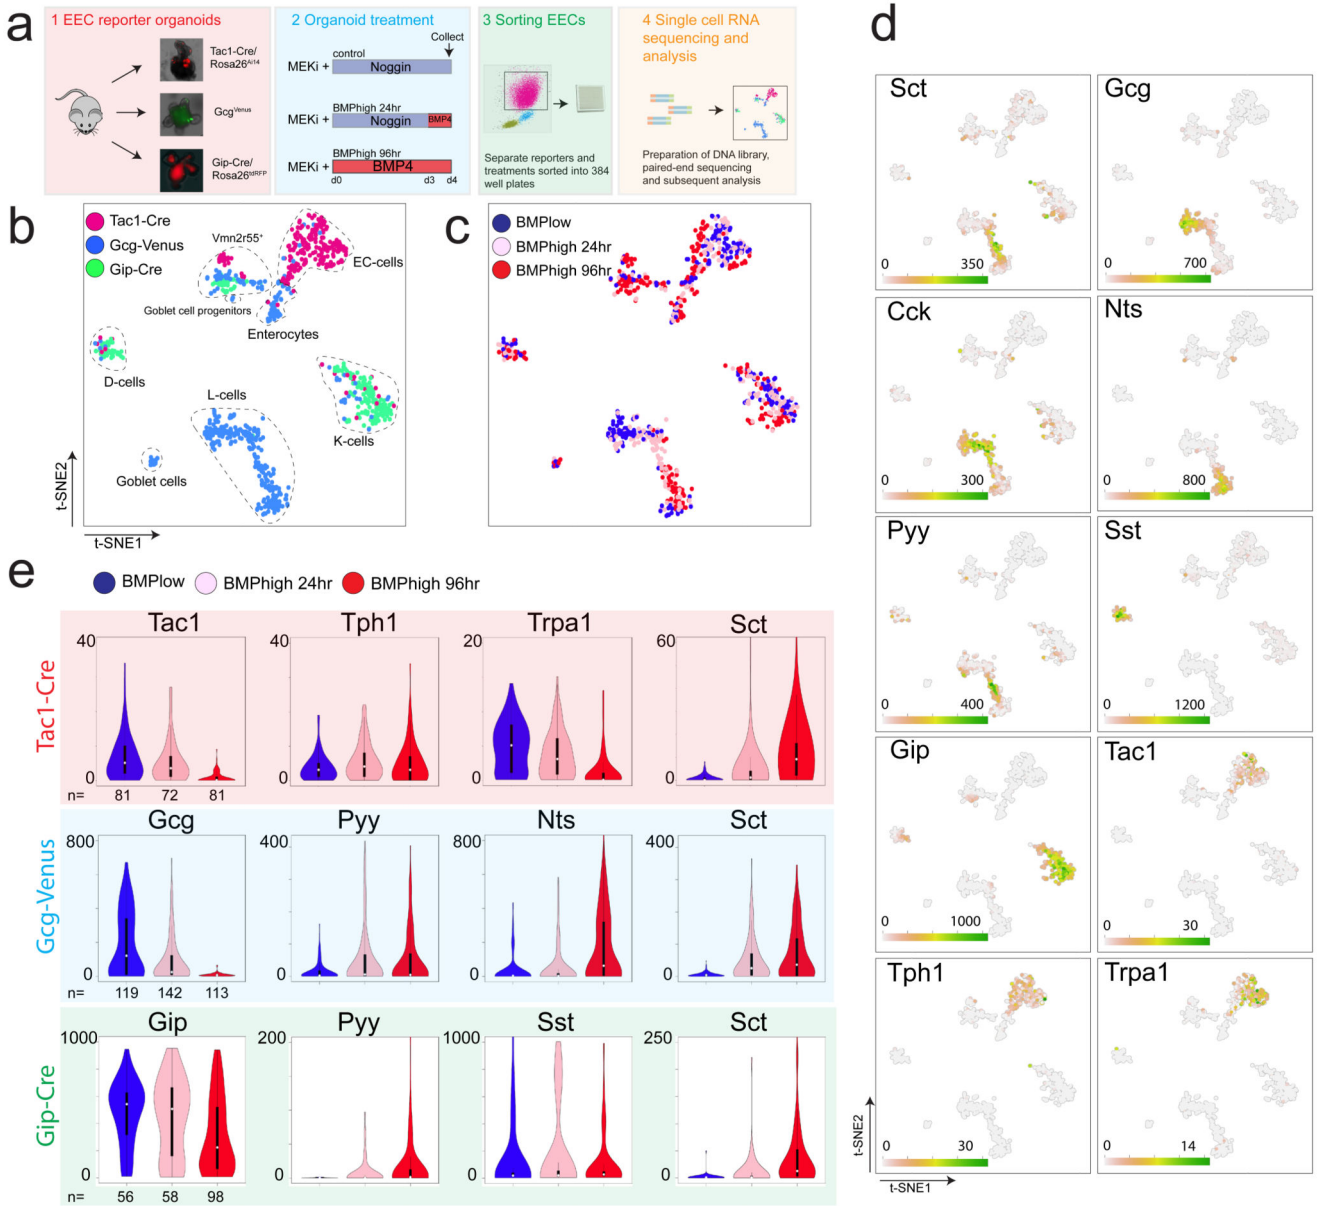 a
1 EEC reporter organoids
Tac1-Cre/
Rosa26Ai14
GcgVenus
Gip-Cre/
Rosa26tdRFP
2 Organoid treatment
Collect
control
MEKi + Noggin
BMPhigh 24hr
MEKi + Noggin BMP4
BMPhigh 96hr
MEKi + BMP4
d0 d3 d4
3 Sorting EECs
Separate reporters and
treatments sorted into 384
well plates
4 Single cell RNA
sequencing and
analysis
Preparation of DNA library,
paired-end sequencing
and subsequent analysis
b
Tac1-Cre
Gcg-Venus
Gip-Cre
Vmn2r55+
EC-cells
Goblet cell progenitors
Enterocytes
D-cells
L-cells
K-cells
Goblet cells
t-SNE2
t-SNE1
c
BMPlow
BMPhigh 24hr
BMPhigh 96hr
d
Sct
0 350
Gcg
0 700
Cck
0 300
Nts
0 800
Pyy
0 400
Sst
0 1200
Gip
0 1000
Tac1
0 30
Tph1
0 30
Trpa1
0 14
t-SNE2
t-SNE1
e
BMPlow BMPhigh 24hr BMPhigh 96hr
Tac1-Cre
Tac1 Tph1 Trpa1 Sct
40 40 20 60
0 0 0 0
n= 81 72 81
Gcg-Venus
Gcg Pyy Nts Sct
800 400 800 400
0 0 0 0
n= 119 142 113
Gip-Cre
Gip Pyy Sst Sct
1000 200 1000 250
0 0 0 0
n= 56 58 98